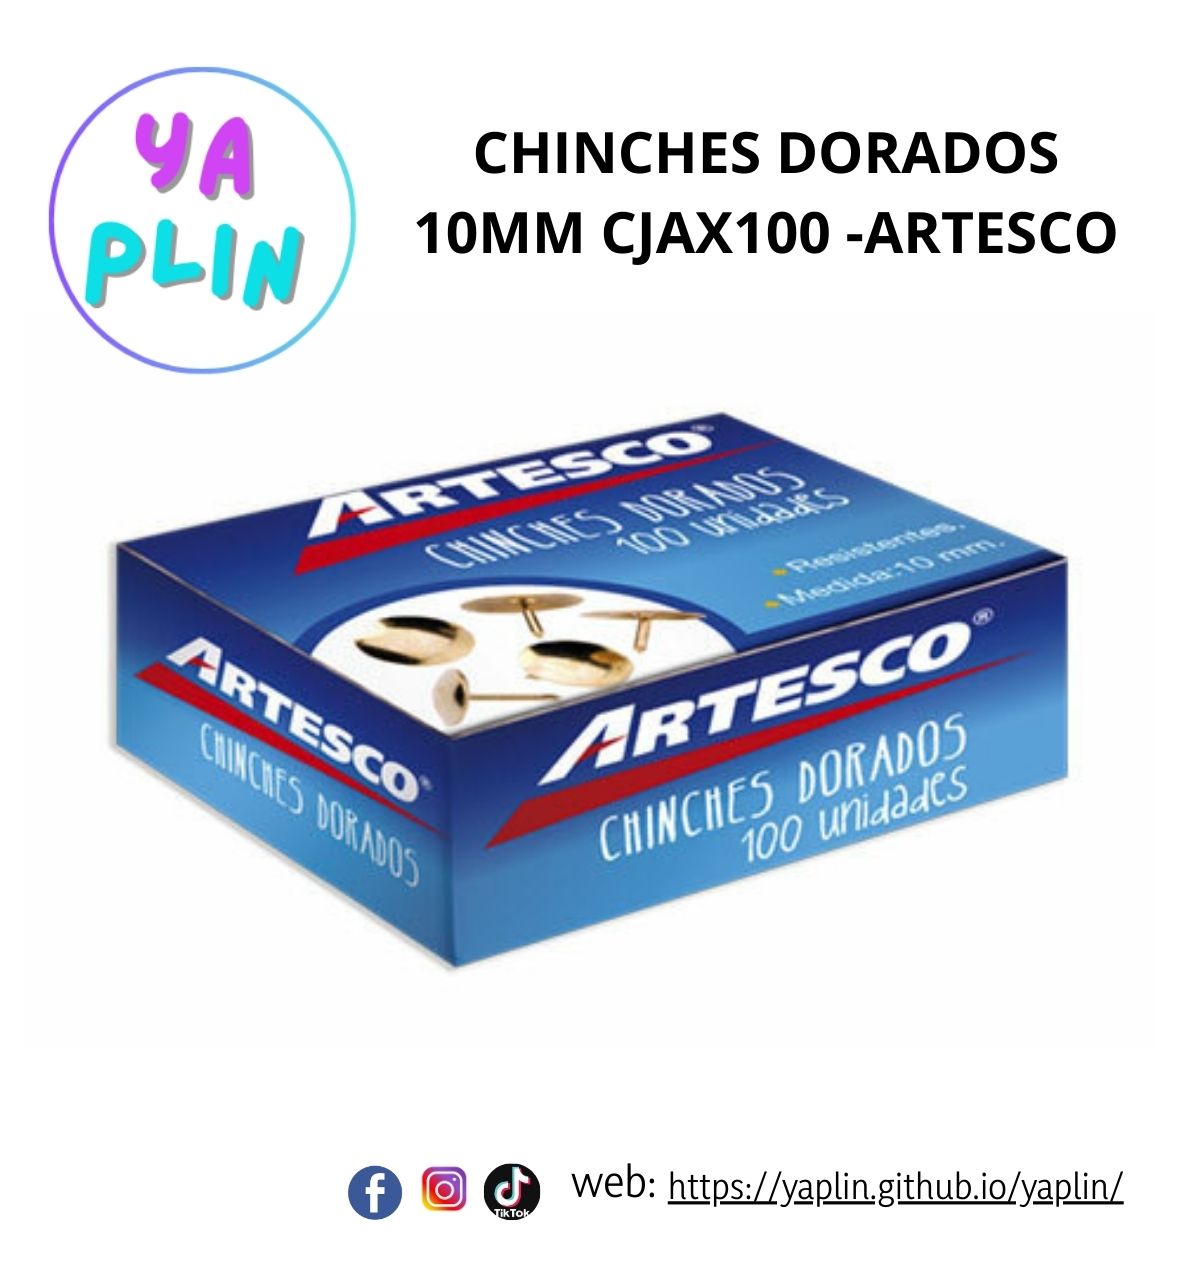 YA
PLIN
CHINCHES DORADOS
10MM CJAX100 -ARTESCO
ARTESCO®
CHINCHES DORADOS
100 unidades
•Resistentes.
•Medida:10 mm.
ARTESCO®
CHINCHES DORADOS
ARTESCO®
CHINCHES DORADOS
100 unidades
TikTok
web: https://yaplin.github.io/yaplin/